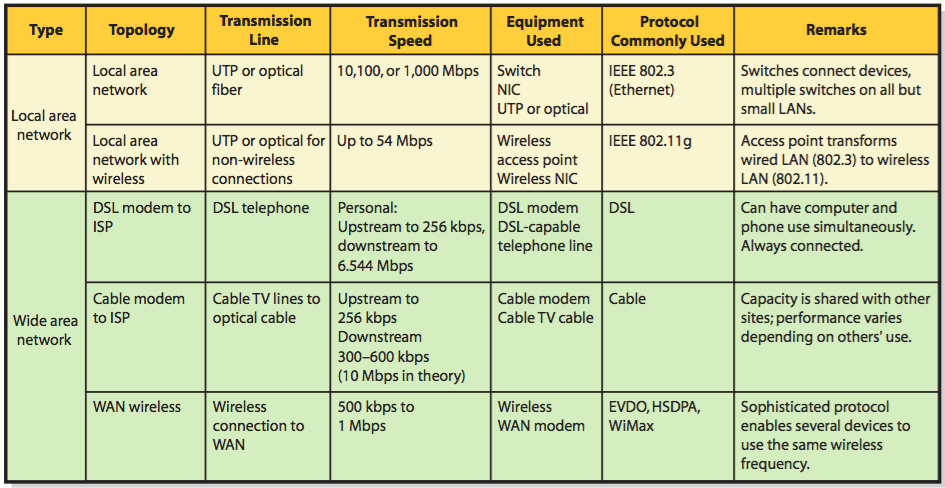 Type
Topology
Transmission
Line
Transmission
Speed
Equipment
Used
Protocol
Commonly Used
Remarks
Local area
network
Local area
network
UTP or optical
fiber
10,100, or 1,000 Mbps
Switch
NIC
UTP or optical
IEEE 802.3
(Ethernet)
Switches connect devices,
multiple switches on all but
small LANs.
Local area
network with
wireless
UTP or optical for
non-wireless
connections
Up to 54 Mbps
Wireless
access point
Wireless NIC
IEEE 802.11g
Access point transforms
wired LAN (802.3) to wireless
LAN (802.11).
Wide area
network
DSL modem to
ISP
DSL telephone
Personal:
Upstream to 256 kbps,
downstream to
6.544 Mbps
DSL modem
DSL-capable
telephone line
DSL
Can have computer and
phone use simultaneously.
Always connected.
Cable modem
to ISP
Cable TV lines to
optical cable
Upstream to
256 kbps
Downstream
300–600 kbps
(10 Mbps in theory)
Cable modem
Cable TV cable
Cable
Capacity is shared with other
sites; performance varies
depending on others' use.
WAN wireless
Wireless
connection to
WAN
500 kbps to
1 Mbps
Wireless
WAN modem
EVDO, HSDPA,
WiMax
Sophisticated protocol
enables several devices to
use the same wireless
frequency.